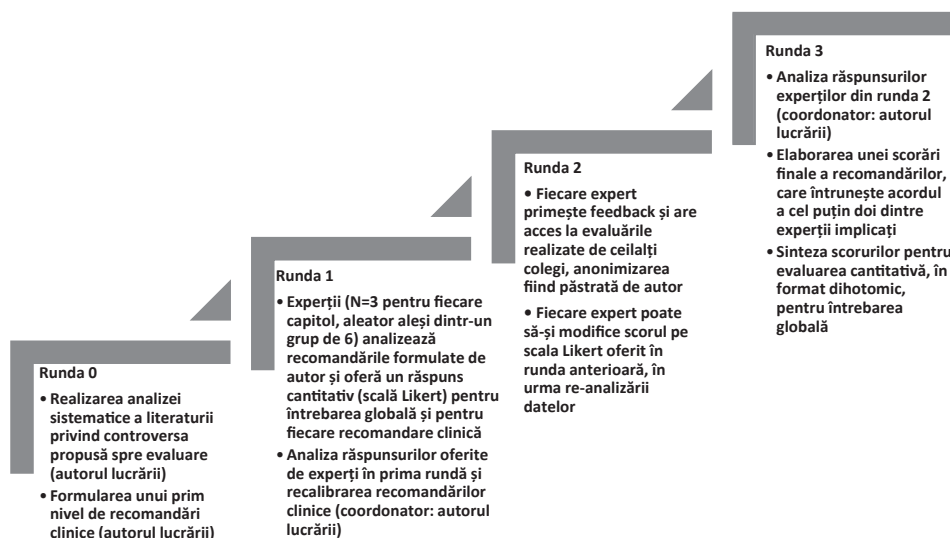 Runda 0
• Realizarea analizei
sistematice a literaturii
privind controversa
propusă spre evaluare
(autorul lucrării)
• Formularea unui prim
nivel de recomandări
clinice (autorul lucrării)
Runda 1
• Experții (N=3 pentru fiecare
capitol, aleator aleși dintr-un
grup de 6) analizează
recomandările formulate de
autor și oferă un răspuns
cantitativ (scală Likert) pentru
întrebarea globală și pentru
fiecare recomandare clinică
• Analiza răspunsurilor oferite
de experți în prima rundă și
recalibrarea recomandărilor
clinice (coordonator: autorul
lucrării)
Runda 2
• Fiecare expert
primește feedback și are
acces la evaluările
realizate de ceilalți
colegi, anonimizarea
fiind păstrată de autor
• Fiecare expert poate
să-și modifice scorul pe
scala Likert oferit în
runda anterioară, în
urma re-analizării
datelor
Runda 3
• Analiza răspunsurilor
experților din runda 2
(coordonator: autorul
lucrării)
• Elaborarea unei scorări
finale a recomandărilor,
care întrunește acordul
a cel puțin doi dintre
experții implicați
• Sinteza scorurilor pentru
evaluarea cantitativă, în
format dihotomic,
pentru întrebarea
globală